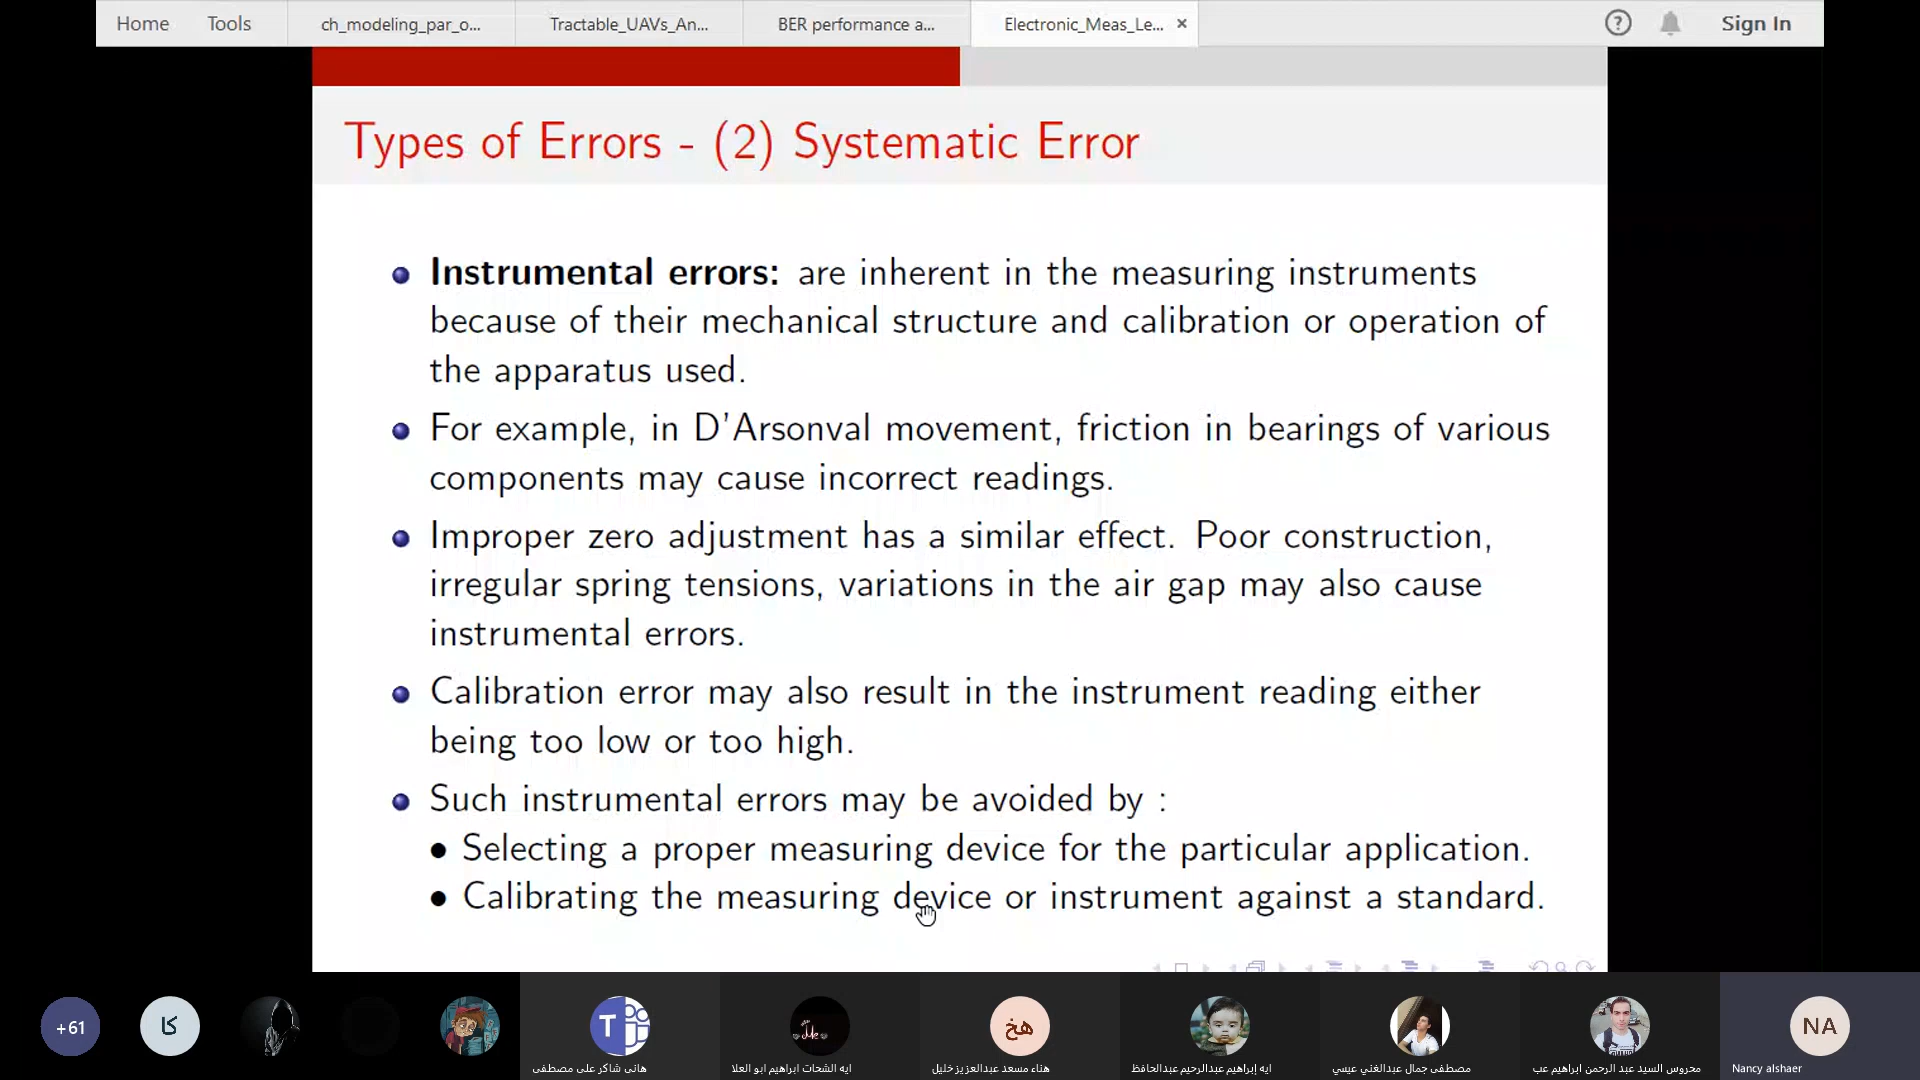 Home Tools ch_modeling_par_o... Tractable_UAVs_An... BER performance a... Electronic_Meas_Le... × ? Sign In
Types of Errors - (2) Systematic Error
Instrumental errors: are inherent in the measuring instruments
because of their mechanical structure and calibration or operation of
the apparatus used.
For example, in D'Arsonval movement, friction in bearings of various
components may cause incorrect readings.
Improper zero adjustment has a similar effect. Poor construction,
irregular spring tensions, variations in the air gap may also cause
instrumental errors.
Calibration error may also result in the instrument reading either
being too low or too high.
Such instrumental errors may be avoided by :
Selecting a proper measuring device for the particular application.
Calibrating the measuring device or instrument against a standard.
+61 كا T هخ NA
هانى شاكر على مصطفى ايه الشحات ابراهيم ابو العلا هناء مسعد عبدالعزيز خليل ايه إبراهيم عبدالرحيم عبدالحافظ مصطفى جمال عبدالغني عيسي محروس السيد عبد الرحمن ابراهيم عب Nancy alshaer